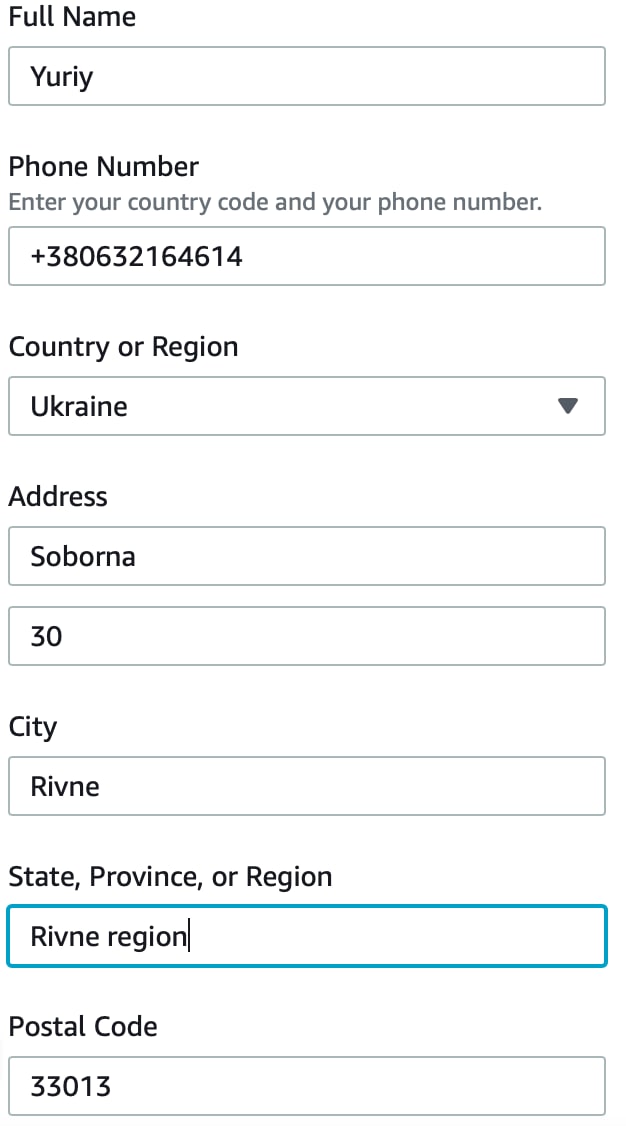 Full Name
Yuriy
Phone Number
Enter your country code and your phone number.
+380632164614
Country or Region
Ukraine
Address
Soborna
30
City
Rivne
State, Province, or Region
Rivne region
Postal Code
33013